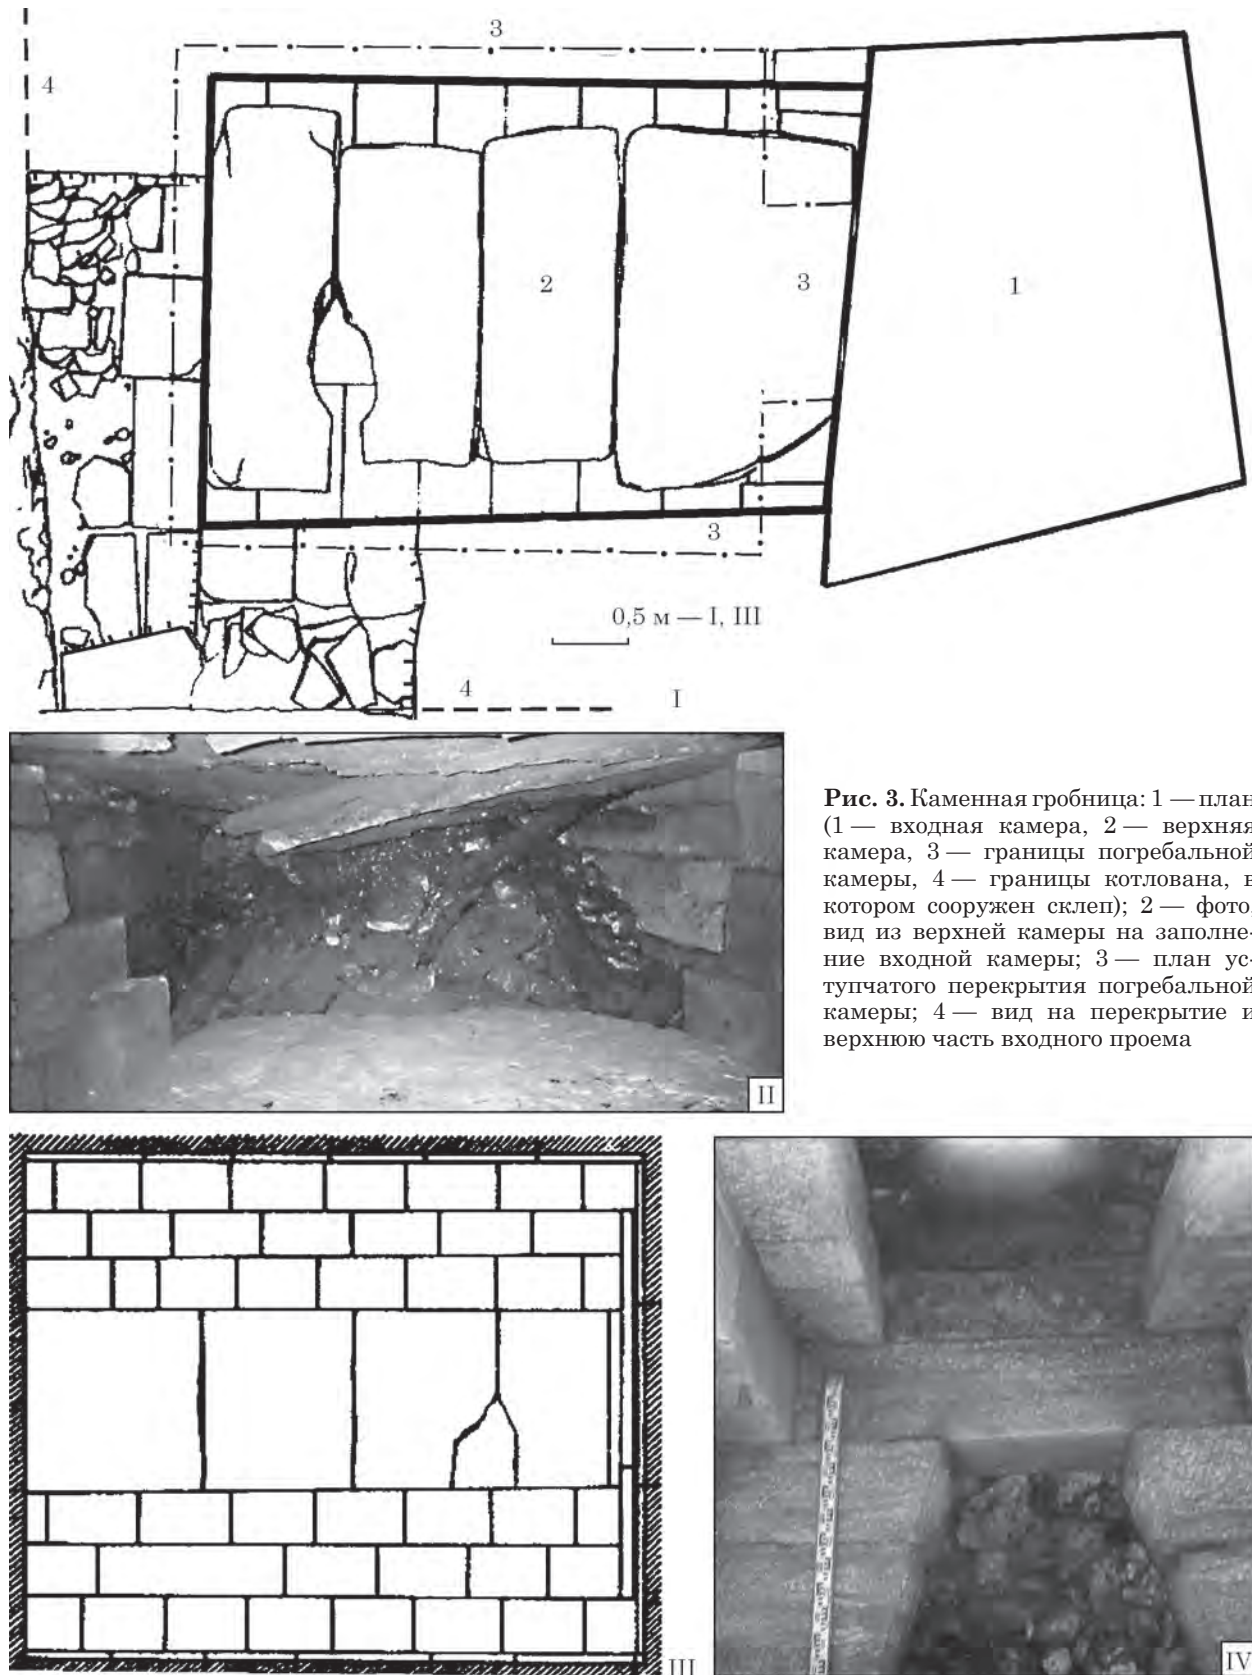 3
4
2
3
1
3
0,5 м — I, III
4
I
II
Рис. 3. Каменная гробница: 1 — план
(1 — входная камера, 2 — верхняя
камера, 3 — границы погребальной
камеры, 4 — границы котлована, в
котором сооружен склеп); 2 — фото,
вид из верхней камеры на заполне-
ние входной камеры; 3 — план ус-
тупчатого перекрытия погребальной
камеры; 4 — вид на перекрытие и
верхнюю часть входного проема
III
IV